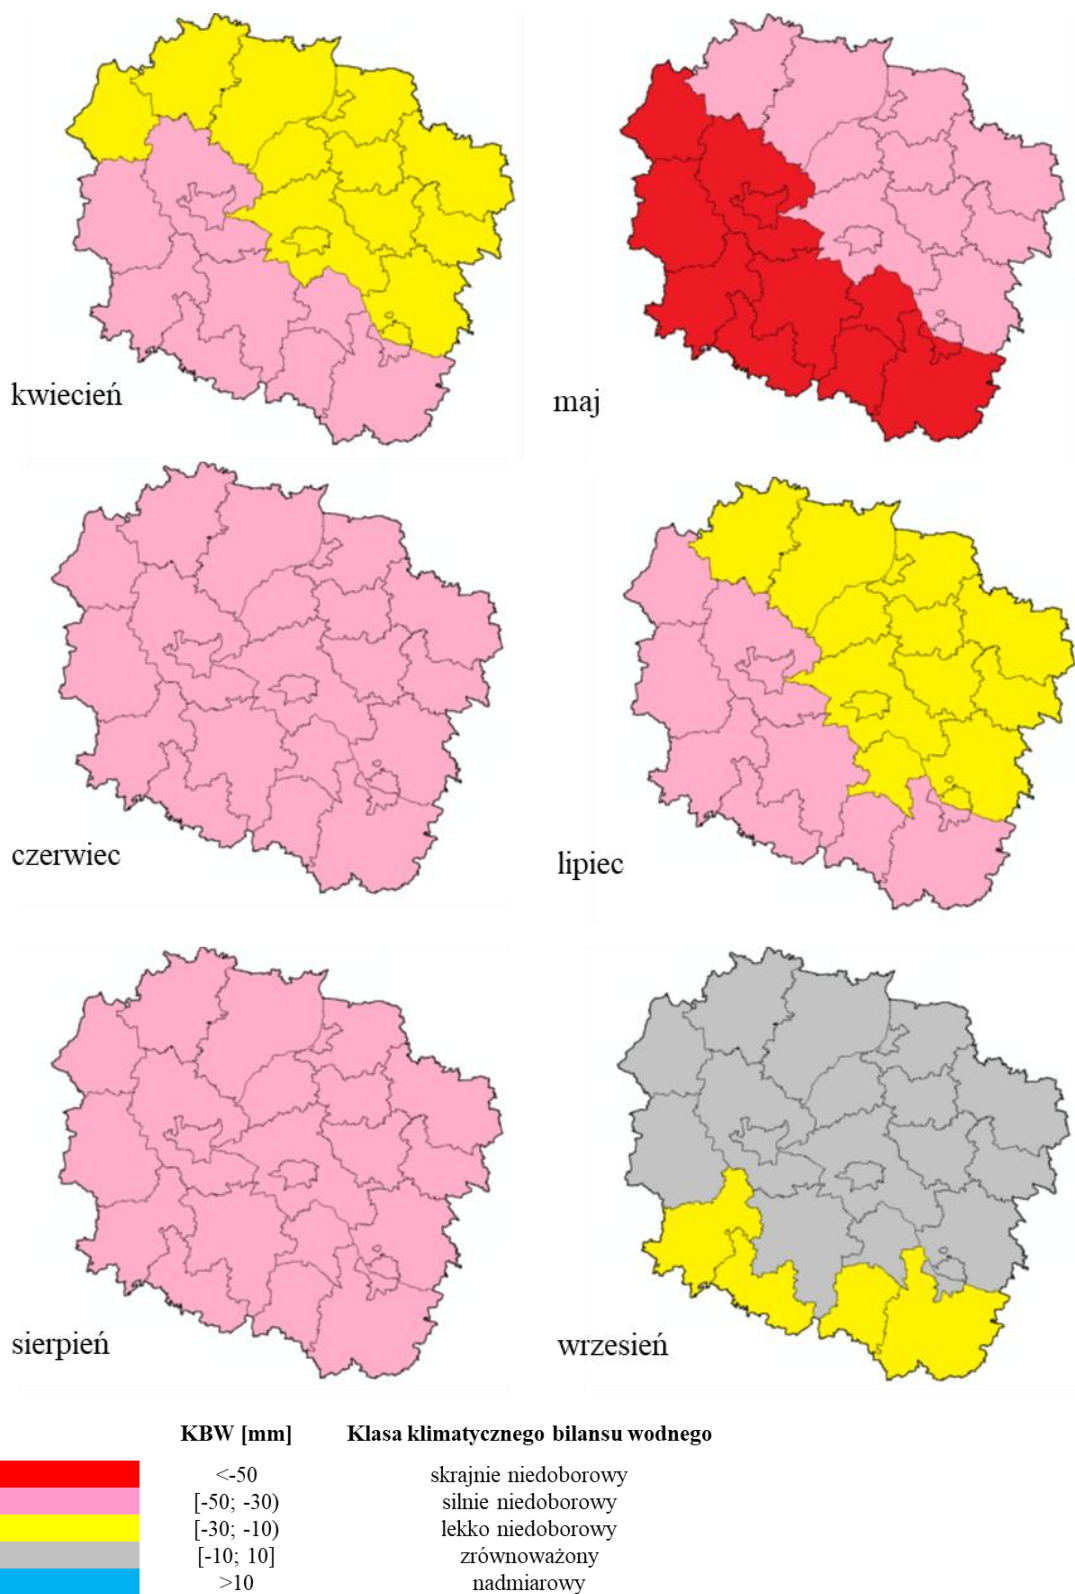 kwiecień
maj
czerwiec
lipiec
sierpień
wrzesień
KBW [mm] Klasa klimatycznego bilansu wodnego
<-50 skrajnie niedoborowy
[-50; -30) silnie niedoborowy
[-30; -10) lekko niedoborowy
[-10; 10] zrównoważony
>10 nadmiarowy